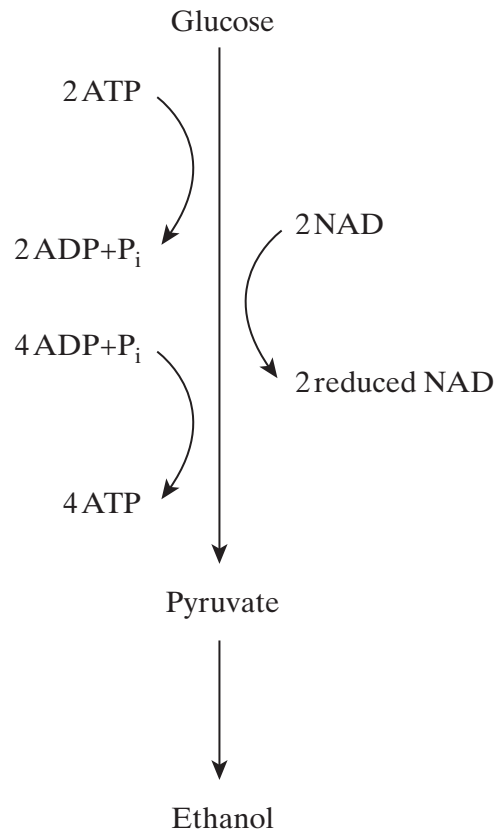 Glucose
2 ATP
2 NAD
2 ADP+Pi
4 ADP+Pi
2 reduced NAD
4 ATP
Pyruvate
Ethanol